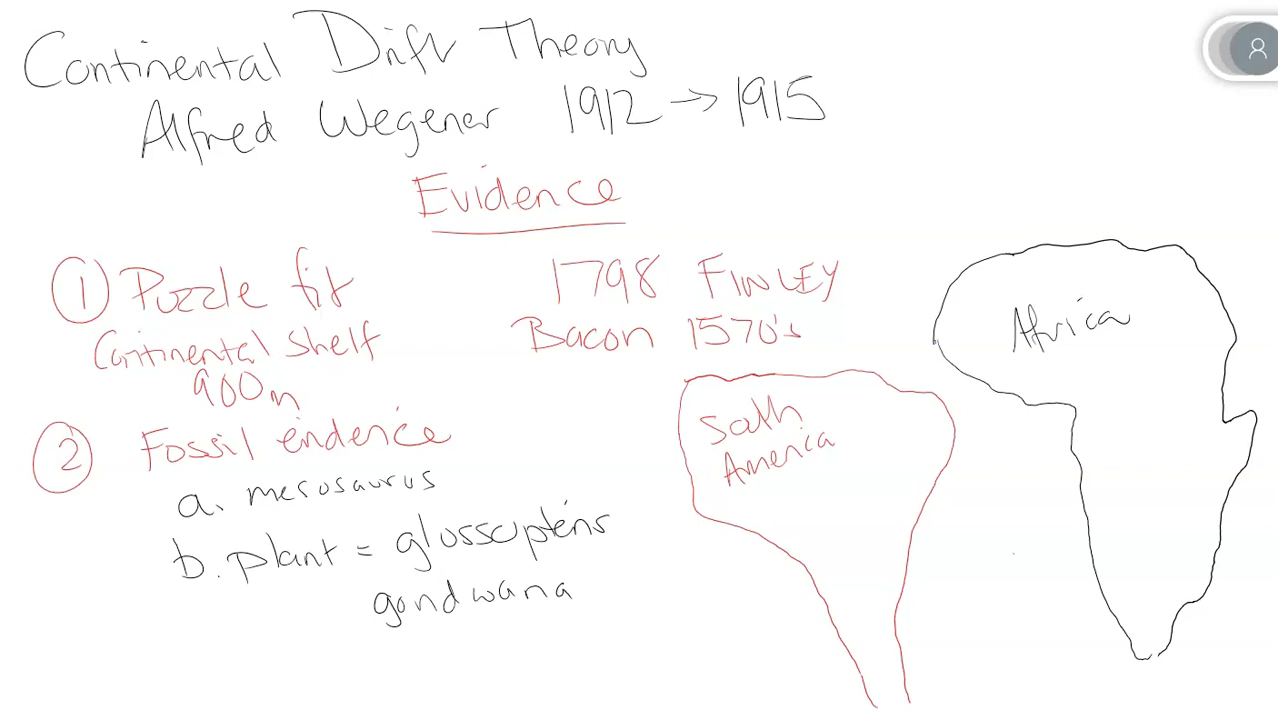 Continental Drift Theory
Alfred Wegener 1912 → 1915
Evidence
① Puzzle fit
1798 FINLEY
Continental shelf
Bacon 1570's
900m
② Fossil evidence
a. mesosaurus
b. plant = glossopteris
gondwana
South
America
Africa